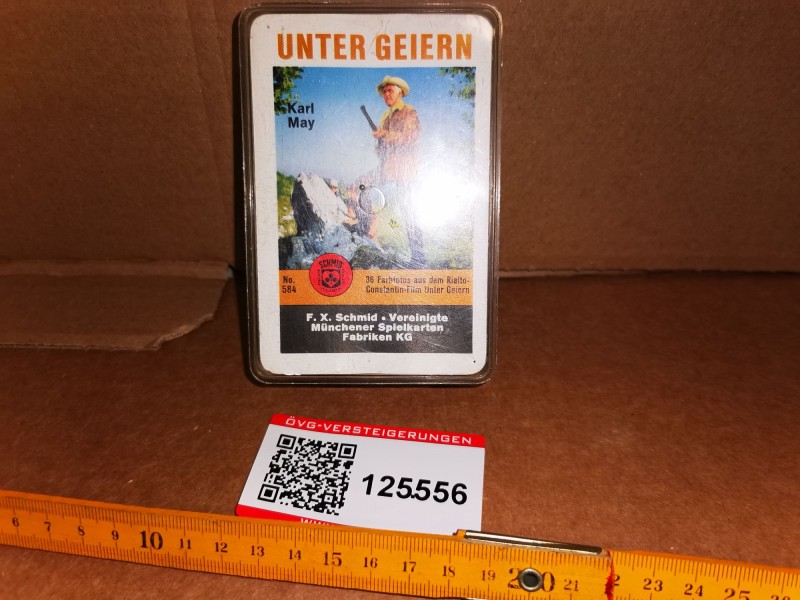 UNTER GEIERN
Karl
May
SCHMID
No.
584
36 Farbfotos aus dem Rialto-
Constantin-Film Unter Geiern
F. X. Schmid • Vereinigte
Münchener Spielkarten
Fabriken KG
ÖVG-VERSTEIGERUNGEN
125.556
6 7 8 9 10 11 12 13 14 15 16 17 18 19 20 21 2 23 24 25